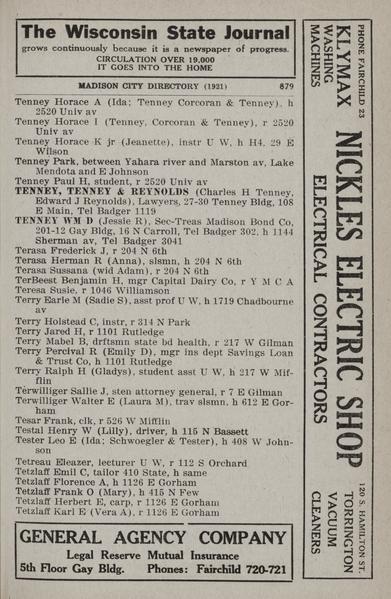 The Wisconsin State Journal
grows continuously because it is a newspaper of progress.
CIRCULATION OVER 19,000
IT GOES INTO THE HOME
MADISON CITY DIRECTORY (1921) 879
Tenney Horace A (Ida; Tenney Corcoran & Tenney), h
2520 Univ av
Tenney Horace I (Tenney, Corcoran & Tenney), r 2520
Univ av
Tenney Horace K jr (Jeanette), instr U W, h H4, 29 E
Wilson
Tenney Park, between Yahara river and Marston av, Lake
Mendota and E Johnson
Tenney Paul H, student, r 2520 Univ av
TENNEY, TENNEY & REYNOLDS (Charles H Tenney,
Edward J Reynolds), Lawyers, 27-30 Tenney Bldg, 108
E Main, Tel Badger 1119
TENNEY WM D (Jessie R), Sec-Treas Madison Bond Co,
201-12 Gay Bldg, 16 N Carroll, Tel Badger 302, h 1144
Sherman av, Tel Badger 3041
Terasa Frederick J, r 204 N 6th
Terasa Herman R (Anna), slsmn, h 204 N 6th
Terasa Susana (wid Adam), r 204 N 6th
TerBeest Benjamin H, mgr Capital Dairy Co, r Y M C A
Teresa Susie, r 1046 Williamson
Terry Earle M (Sadie S), asst prof U W, h 1719 Chadbourne
av
Terry Holstead C, instr, r 314 N Park
Terry Jared H, r 1101 Rutledge
Terry Mabel B, drftsmn state bd health, r 217 W Gilman
Terry Percival R (Emily D), mgr ins dept Savings Loan
& Trust Co, h 1101 Rutledge
Terry Ralph H (Gladys), student asst U W, h 217 W Mif-
flin
Terwilliger Sallie J, sten attorney general, r 7 E Gilman
Terwilliger Walter E (Laura M), trav slsmn, h 612 E Gor-
ham
Tesar Frank, clk, r 526 W Mifflin
Testal Henry W (Lilly), driver, h 115 N Bassett
Tester Leo E (Ida; Schwoegler & Tester), h 408 W John-
son
Tetreau Eleazer, lecturer U W, r 112 S Orchard
Tetzlaff Emil C, tailor 410 State, h same
Tetzlaff Florence A, h 1126 E Gorham
Tetzlaff Frank O (Mary), h 415 N Few
Tetzlaff Herbert E, carp, r 1126 E Gorham
Tetzlaff Karl E (Vera A), r 1126 E Gorham
GENERAL AGENCY COMPANY
Legal Reserve Mutual Insurance
5th Floor Gay Bldg. Phones: Fairchild 720-721
PHONE FAIRCHILD 23
KLYMAX
WASHING
MACHINES
NICKLES ELECTRIC SHOP
ELECTRICAL CONTRACTORS
120 S. HAMILTON ST.
TORRINGTON
VACUUM
CLEANERS